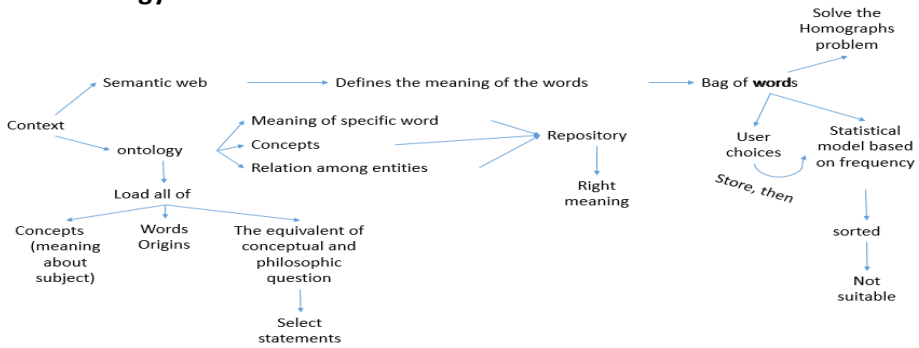 Solve the
Homographs
problem
Semantic web
Defines the meaning of the words
Bag of words
Context
ontology
Meaning of specific word
Concepts
Relation among entities
Repository
Right
meaning
User
choices
Statistical
model based
on frequency
Store, then
sorted
Not
suitable
Load all of
Concepts
(meaning
about
subject)
Words
Origins
The equivalent of
conceptual and
philosophic
question
Select
statements